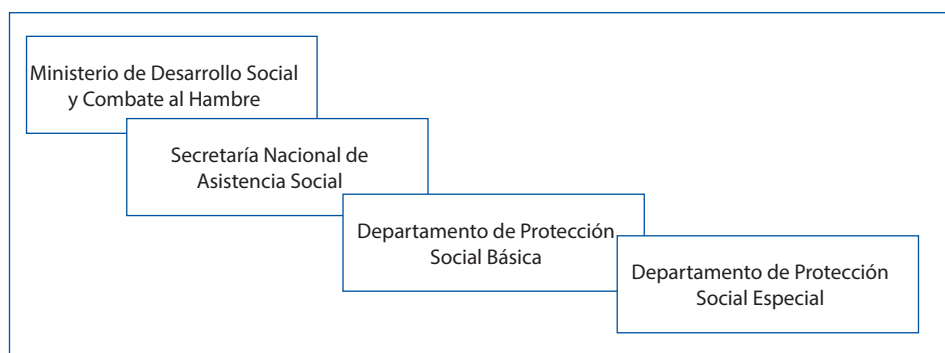 Ministerio de Desarrollo Social
y Combate al Hambre
Secretaría Nacional de
Asistencia Social
Departamento de Protección
Social Básica
Departamento de Protección
Social Especial